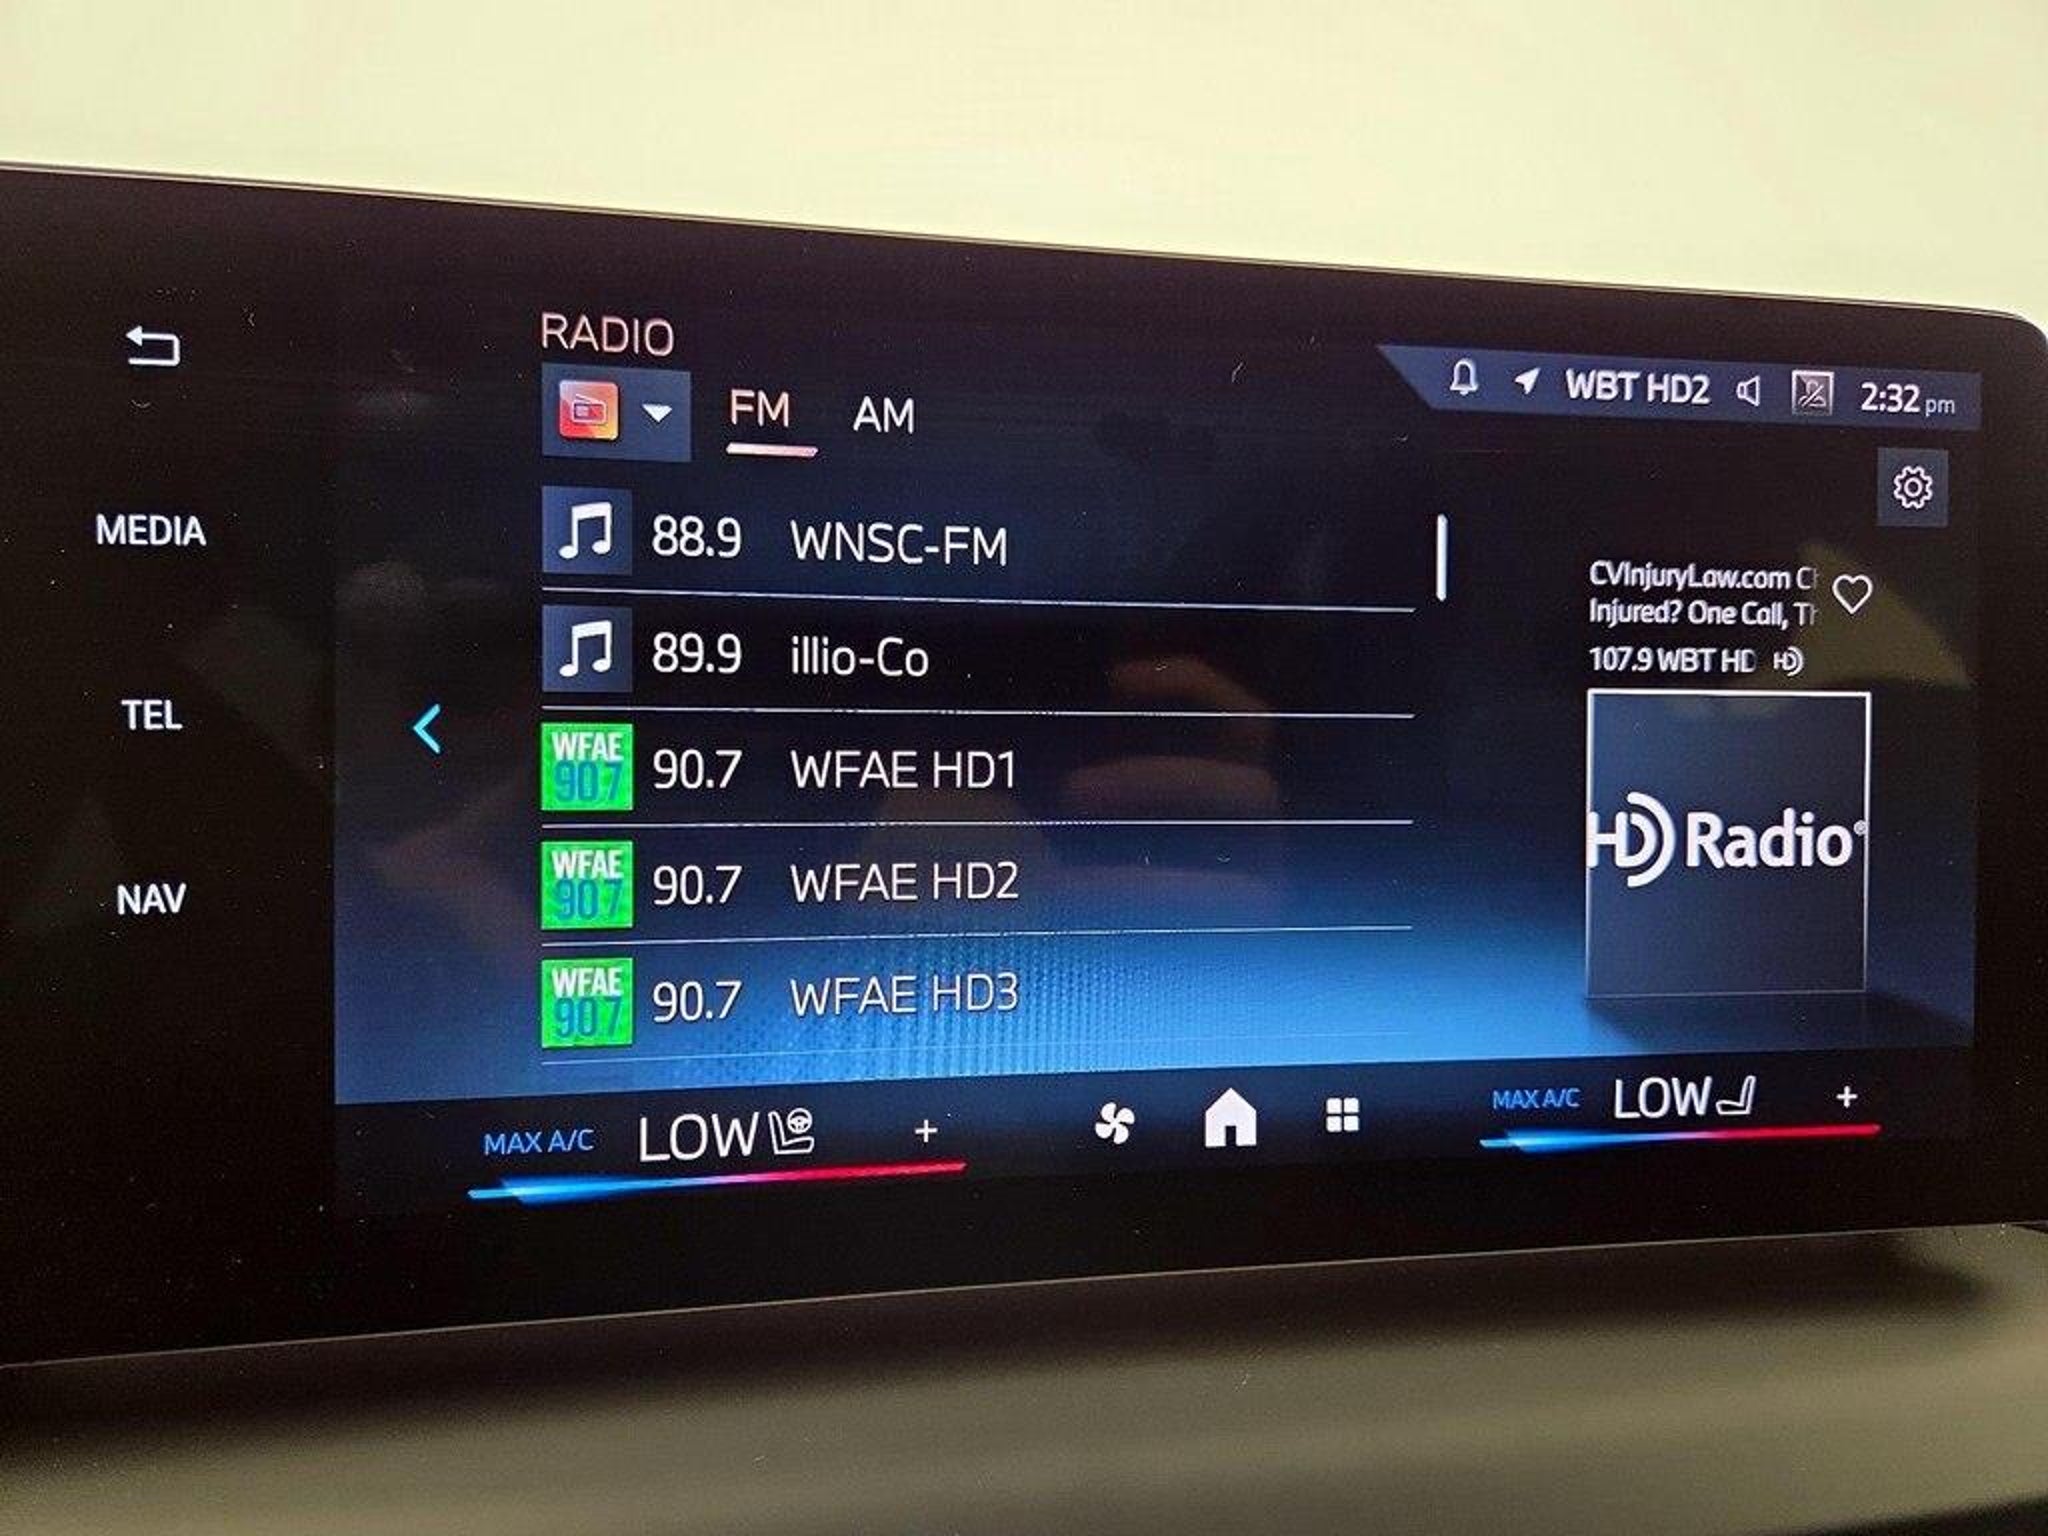 RADIO
FM AM
WBT HD2 2:32 pm
MEDIA
TEL
NAV
88.9 WNSC-FM
89.9 illio-Co
WFAE 90.7 90.7 WFAE HD1
WFAE 90.7 90.7 WFAE HD2
WFAE 90.7 90.7 WFAE HD3
CVInjuryLaw.com
Injured? One Call,
107.9 WBT HD HD
HD Radio®
MAX A/C LOW +
MAX A/C LOW +